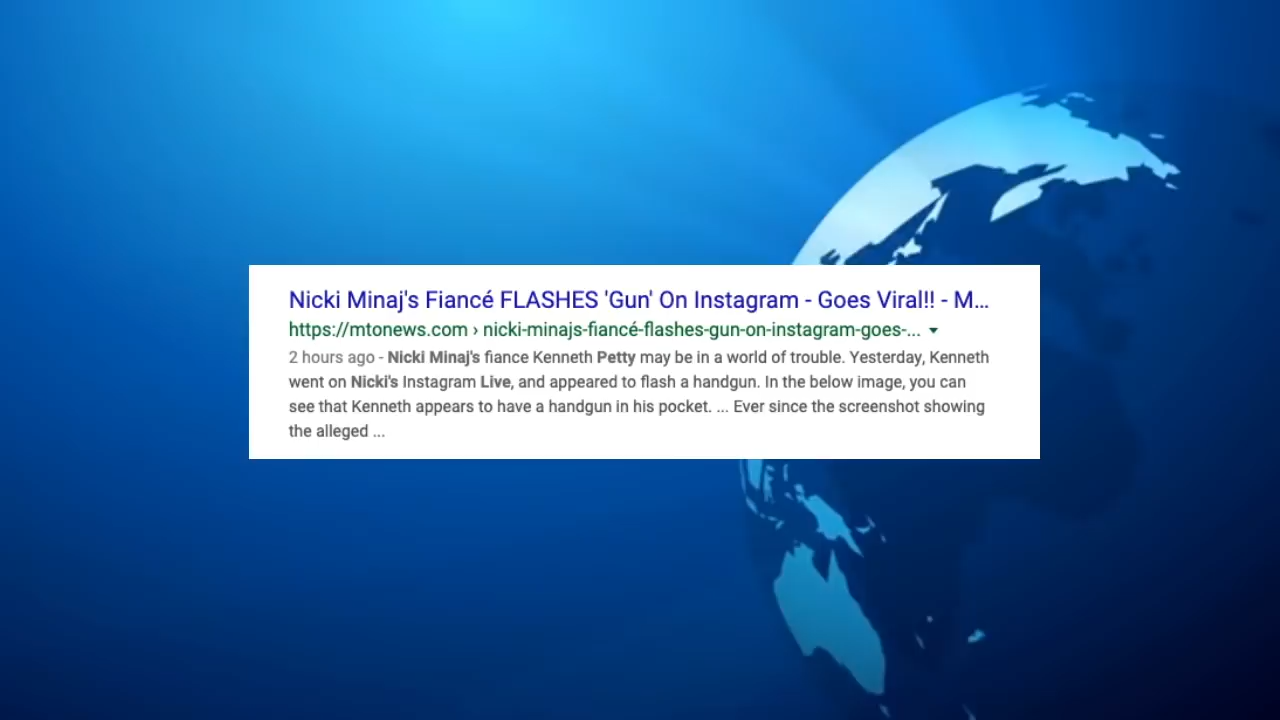 Nicki Minaj's Fiancé FLASHES 'Gun' On Instagram - Goes Viral!! - M...
https://mtonews.com › nicki-minajs-fiancé-flashes-gun-on-instagram-goes-...
2 hours ago - Nicki Minaj's fiance Kenneth Petty may be in a world of trouble. Yesterday, Kenneth
went on Nicki's Instagram Live, and appeared to flash a handgun. In the below image, you can
see that Kenneth appears to have a handgun in his pocket. ... Ever since the screenshot showing
the alleged ...